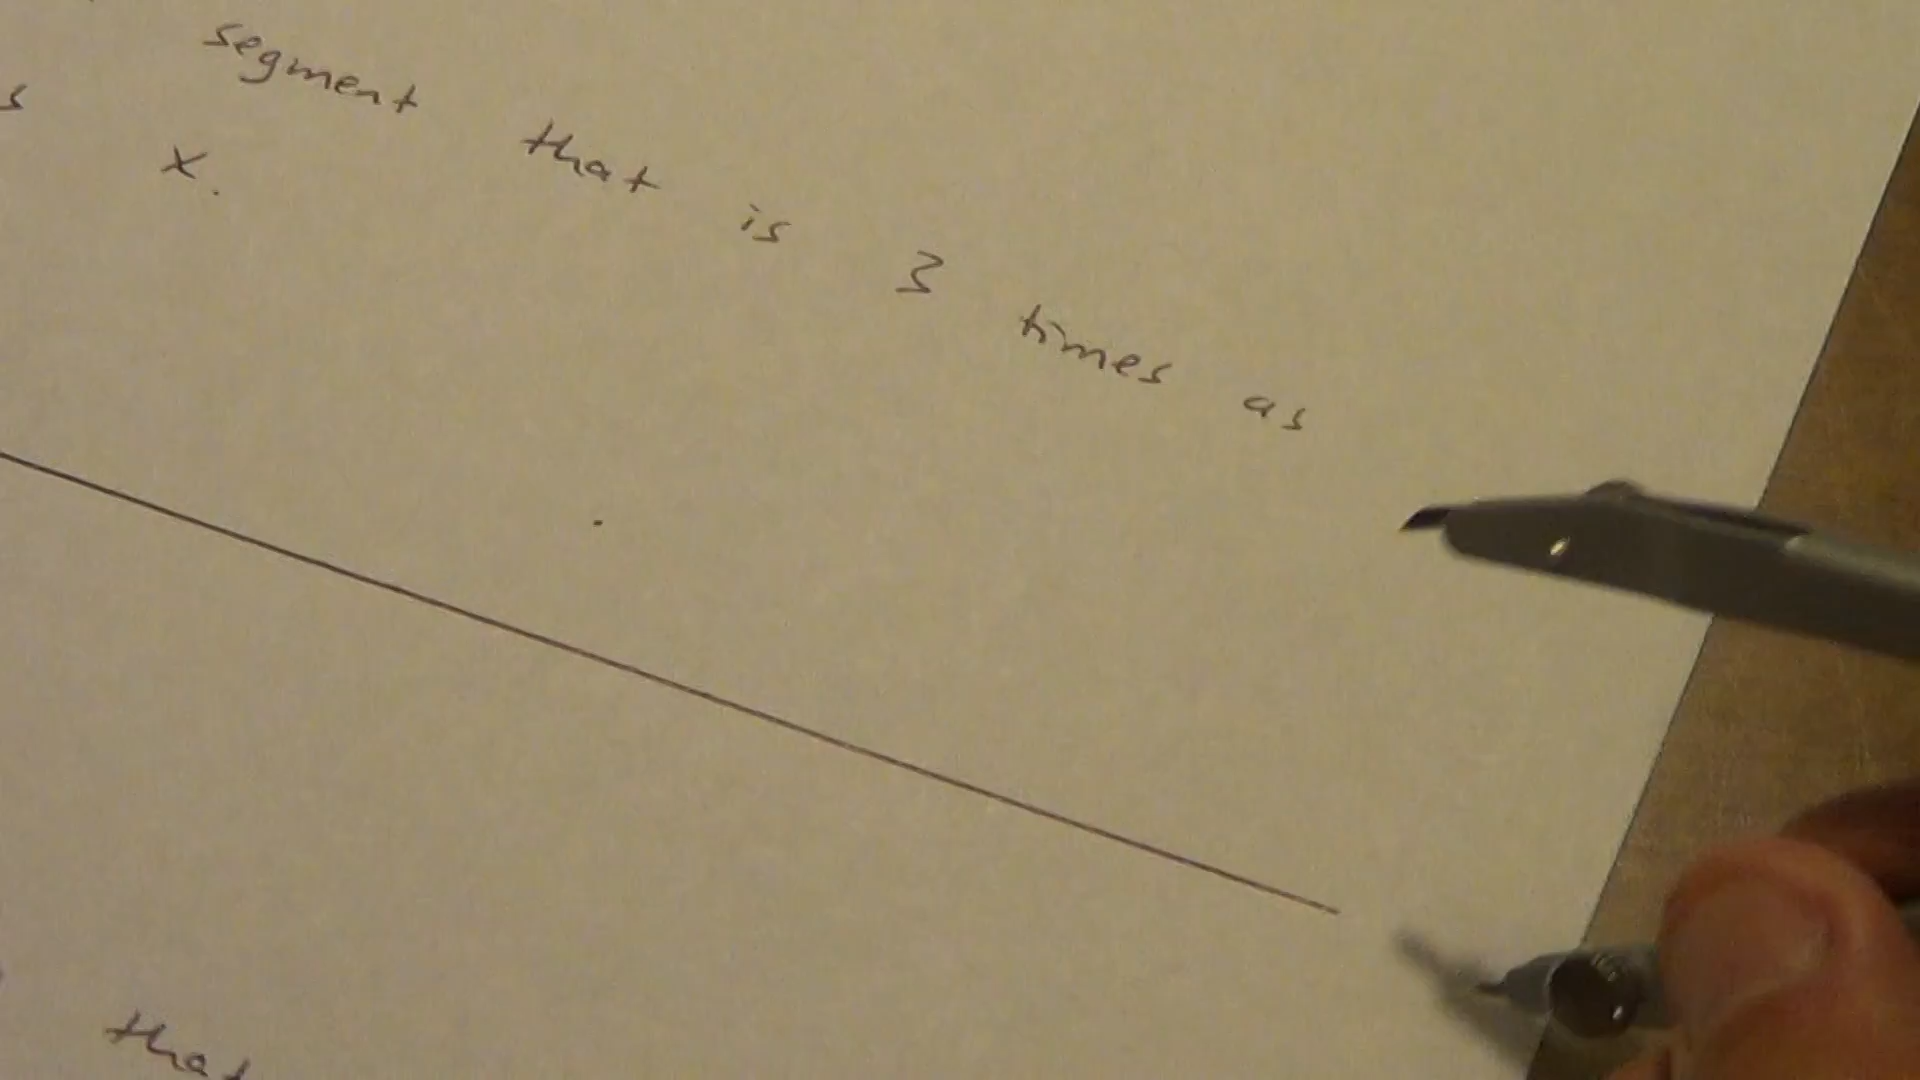 segment that is 3 times as
s x.
that